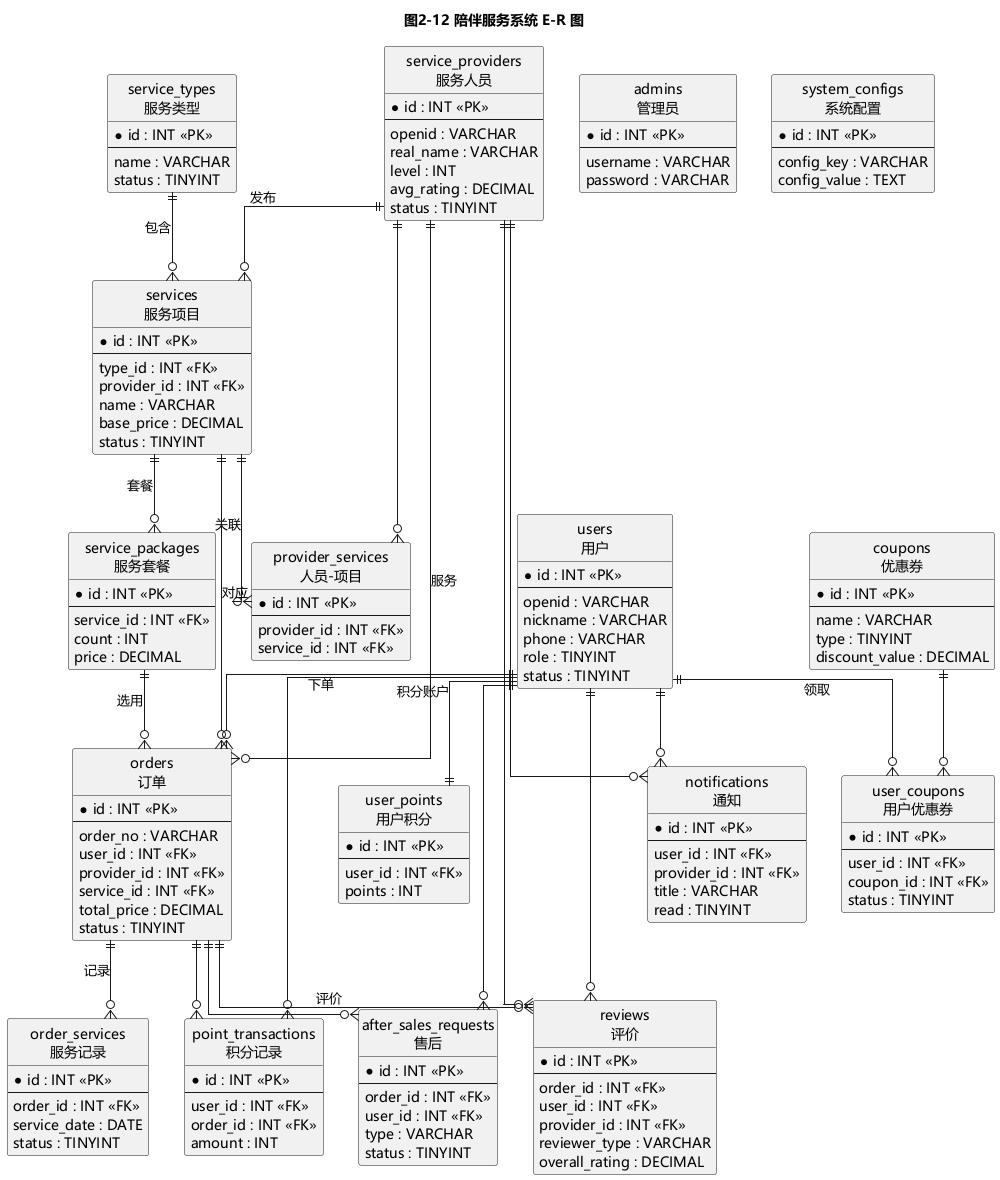 图2-12 陪伴服务系统 E-R 图
service_types
服务类型
* id : INT «PK»
name : VARCHAR
status : TINYINT
service_providers
服务人员
* id : INT «PK»
openid : VARCHAR
real_name : VARCHAR
level : INT
avg_rating : DECIMAL
status : TINYINT
admins
管理员
* id : INT «PK»
username : VARCHAR
password : VARCHAR
system_configs
系统配置
* id : INT «PK»
config_key : VARCHAR
config_value : TEXT
发布
包含
services
服务项目
* id : INT «PK»
type_id : INT «FK»
provider_id : INT «FK»
name : VARCHAR
base_price : DECIMAL
status : TINYINT
套餐
关联
对应
服务
service_packages
服务套餐
* id : INT «PK»
service_id : INT «FK»
count : INT
price : DECIMAL
provider_services
人员-项目
* id : INT «PK»
provider_id : INT «FK»
service_id : INT «FK»
users
用户
* id : INT «PK»
openid : VARCHAR
nickname : VARCHAR
phone : VARCHAR
role : TINYINT
status : TINYINT
coupons
优惠券
* id : INT «PK»
name : VARCHAR
type : TINYINT
discount_value : DECIMAL
选用
下单
积分账户
领取
orders
订单
* id : INT «PK»
order_no : VARCHAR
user_id : INT «FK»
provider_id : INT «FK»
service_id : INT «FK»
total_price : DECIMAL
status : TINYINT
user_points
用户积分
* id : INT «PK»
user_id : INT «FK»
points : INT
notifications
通知
* id : INT «PK»
user_id : INT «FK»
provider_id : INT «FK»
title : VARCHAR
read : TINYINT
user_coupons
用户优惠券
* id : INT «PK»
user_id : INT «FK»
coupon_id : INT «FK»
status : TINYINT
记录
评价
order_services
服务记录
* id : INT «PK»
order_id : INT «FK»
service_date : DATE
status : TINYINT
point_transactions
积分记录
* id : INT «PK»
user_id : INT «FK»
order_id : INT «FK»
amount : INT
after_sales_requests
售后
* id : INT «PK»
order_id : INT «FK»
user_id : INT «FK»
type : VARCHAR
status : TINYINT
reviews
评价
* id : INT «PK»
order_id : INT «FK»
user_id : INT «FK»
provider_id : INT «FK»
reviewer_type : VARCHAR
overall_rating : DECIMAL